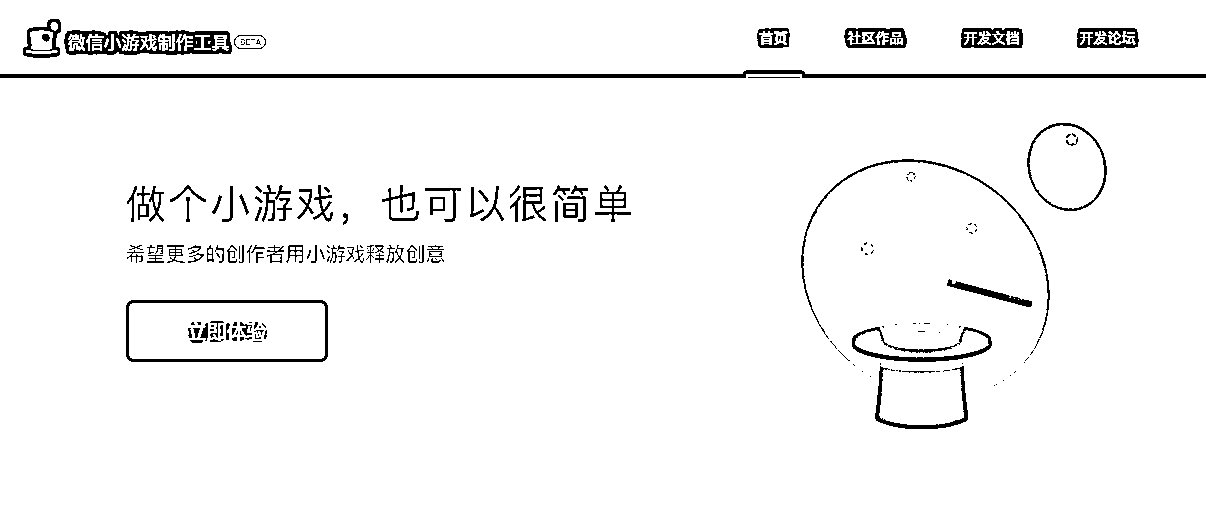 微信小游戏制作工具 BETA
首页 社区作品 开发文档 开发论坛
做个小游戏，也可以很简单
希望更多的创作者用小游戏释放创意
立即体验